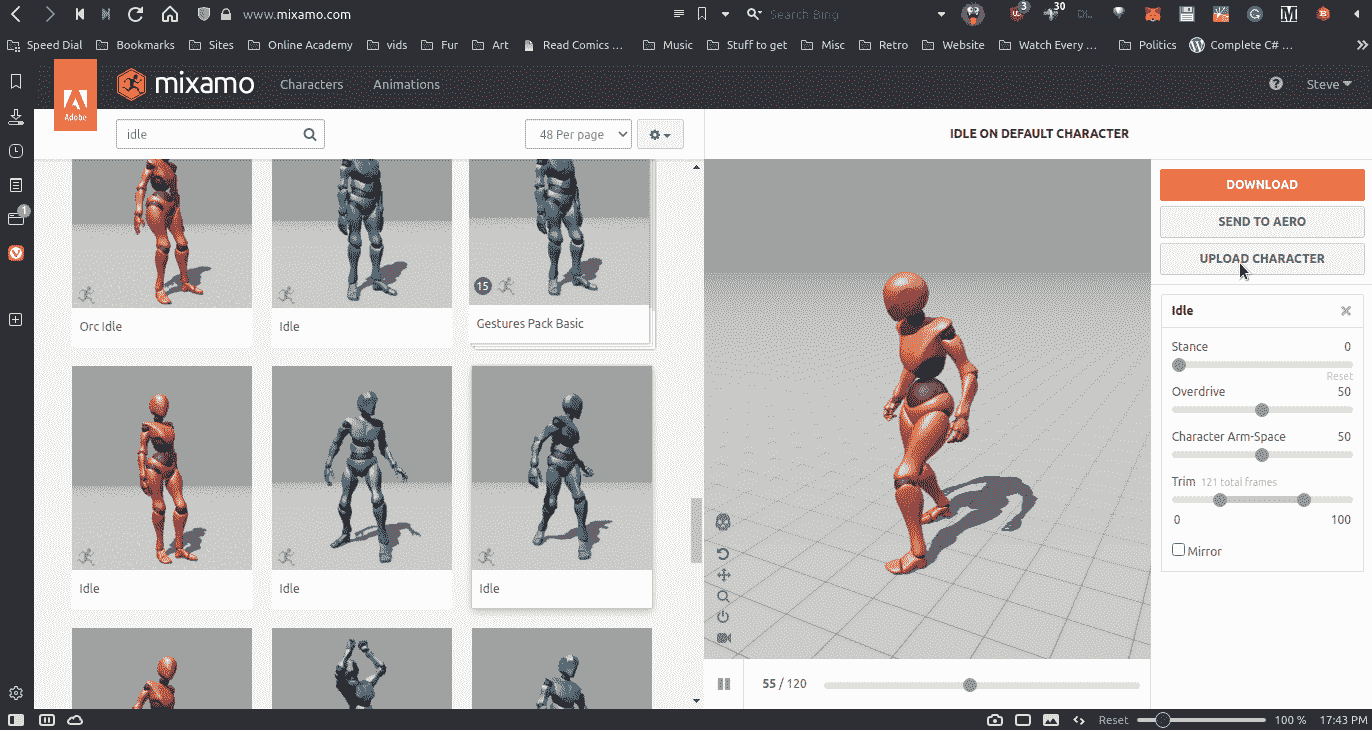 www.mixamo.com
Search Bing
3
30
DL..
Speed Dial
Bookmarks
Sites
Online Academy
vids
Fur
Art
Read Comics ...
Music
Stuff to get
Misc
Retro
Website
Watch Every ...
Politics
Complete C# ...
Adobe
mixamo
Characters
Animations
Steve
idle
48 Per page
IDLE ON DEFAULT CHARACTER
1
DOWNLOAD
SEND TO AERO
UPLOAD CHARACTER
15
Orc Idle
Idle
Gestures Pack Basic
Idle
Stance
0
Reset
Overdrive
50
Character Arm-Space
50
Trim 121 total frames
0
100
Mirror
Idle
Idle
Idle
55 / 120
Reset
100 %
17:43 PM